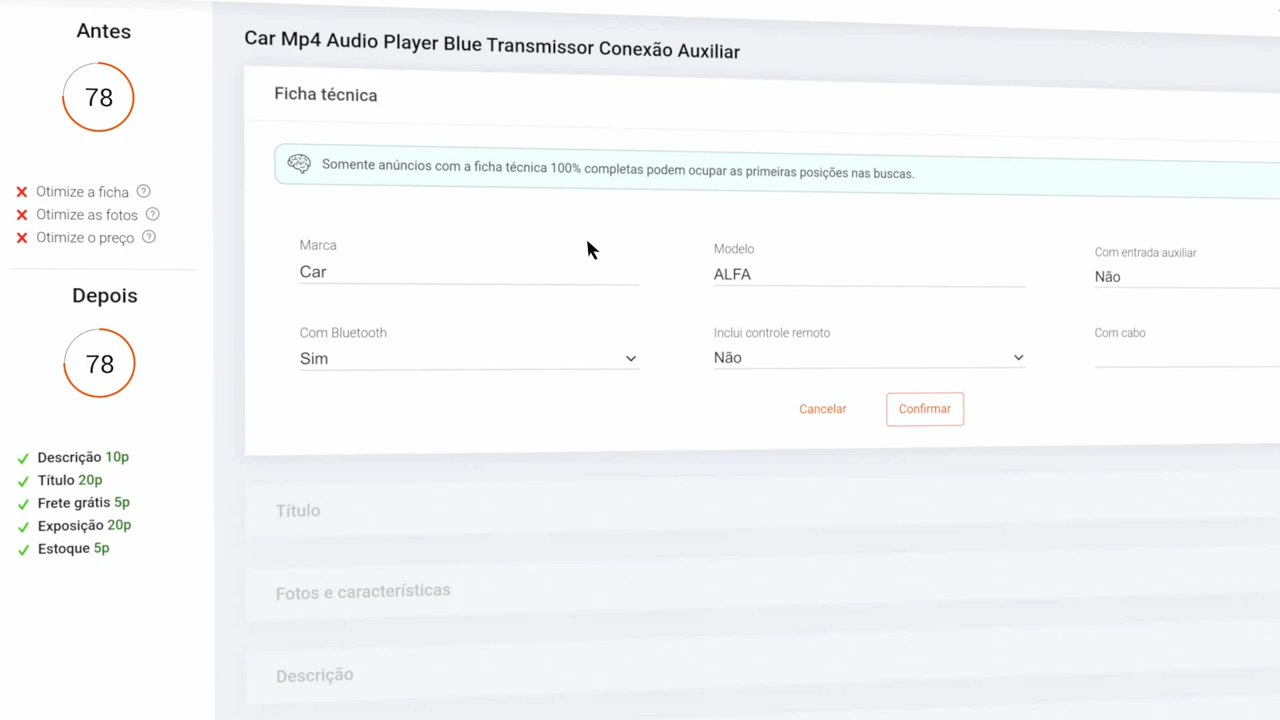 Antes
78
Otimize a ficha
Otimize as fotos
Otimize o preço
Depois
78
Descrição 10p
Título 20p
Frete grátis 5p
Exposição 20p
Estoque 5p
Car Mp4 Audio Player Blue Transmissor Conexão Auxiliar
Ficha técnica
Somente anúncios com a ficha técnica 100% completas podem ocupar as primeiras posições nas buscas.
Marca
Car
Modelo
ALFA
Com entrada auxiliar
Não
Com Bluetooth
Sim
Inclui controle remoto
Não
Com cabo
Cancelar
Confirmar
Título
Fotos e características
Descrição